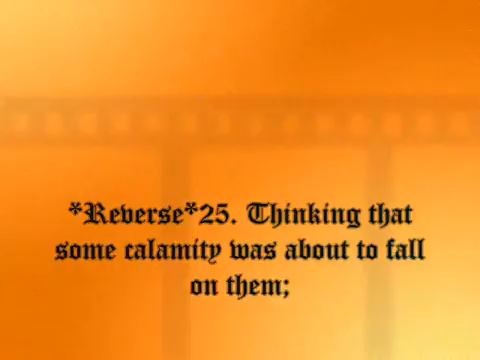 *Reverse*25. Thinking that
some calamity was about to fall
on them;